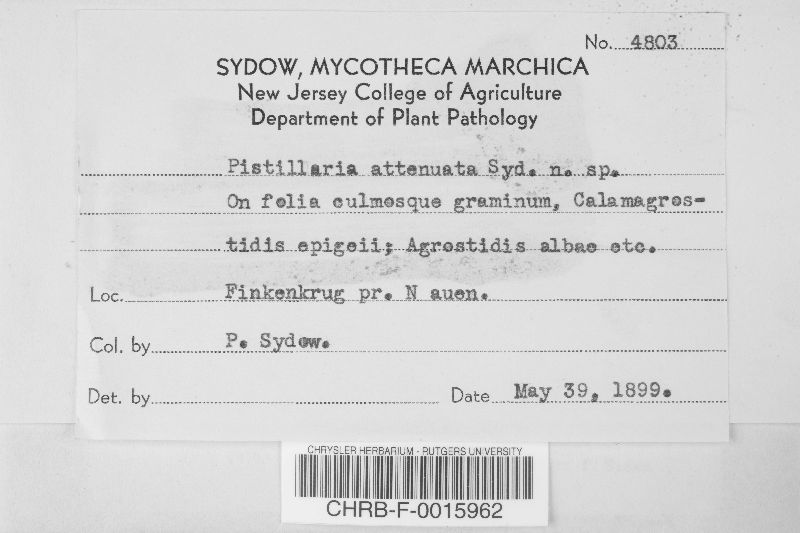 No. 4803
SYDOW, MYCOTHECA MARCHICA
New Jersey College of Agriculture
Department of Plant Pathology
Pistillaria attenuata Syd. n. sp.
On folia culmosque graminum, Calamagros-
tidis epigeii; Agrostidis albae etc.
Loc. Finkenkrug pr. N auen.
Col. by P. Sydow.
Det. by Date May 39, 1899.
CHRYSLER HERBARIUM - RUTGERS UNIVERSITY
CHRB-F-0015962